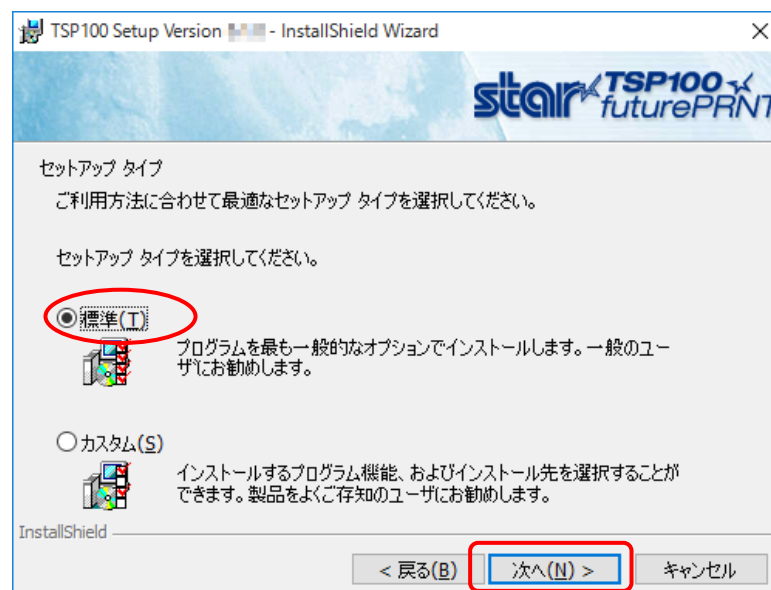 TSP100 Setup Version - InstallShield Wizard
star TSP100
futurePRNT
セットアップ タイプ
ご利用方法に合わせて最適なセットアップ タイプを選択してください。
セットアップ タイプを選択してください。
標準(T)
プログラムを最も一般的なオプションでインストールします。一般のユー
ザにお勧めします。
カスタム(S)
インストールするプログラム機能、およびインストール先を選択することが
できます。製品をよくご存知のユーザにお勧めします。
InstallShield
< 戻る(B)
次へ(N) >
キャンセル